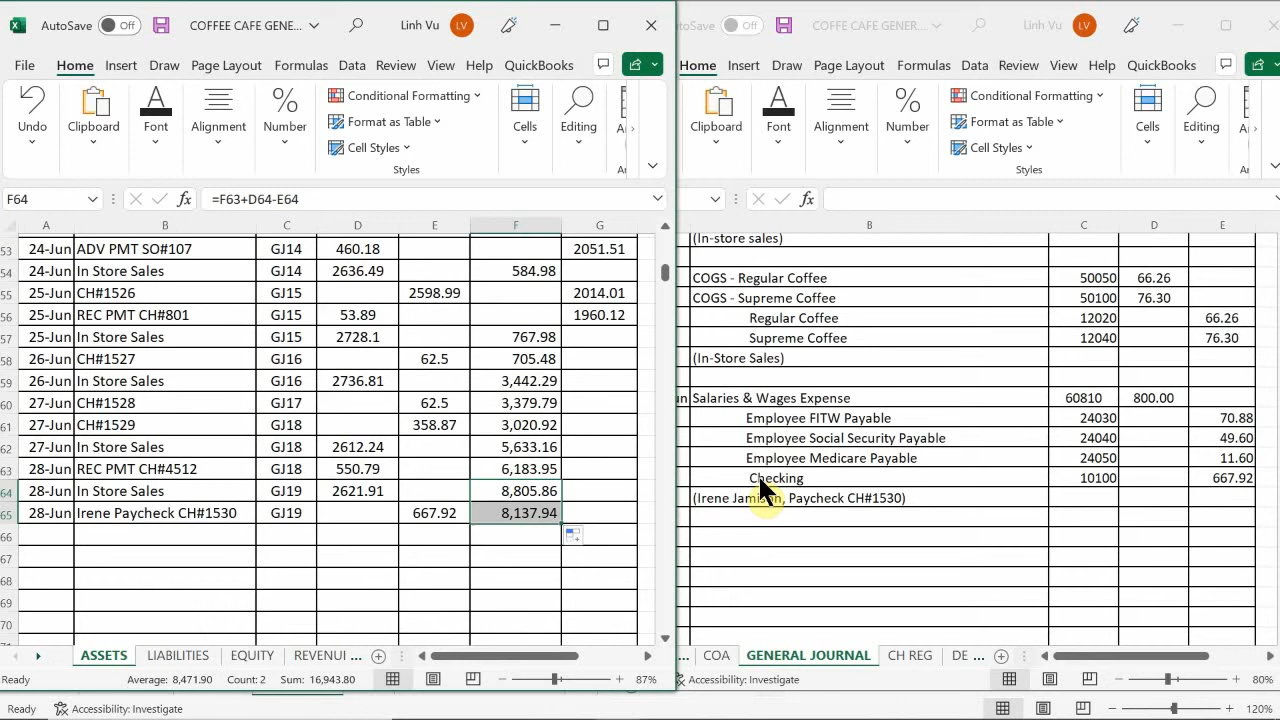 AutoSave Off COFFEE CAFE GENE... Linh Vu LV
File Home Insert Draw Page Layout Formulas Data Review View Help QuickBooks
Undo Clipboard Font Alignment Number Conditional Formatting Format as Table Cell Styles Styles Cells Editing
F64 fx =F63+D64-E64
A B C D E F G
53 24-Jun ADV PMT SO#107 GJ14 460.18 2051.51
54 24-Jun In Store Sales GJ14 2636.49 584.98
55 25-Jun CH#1526 GJ15 2598.99 2014.01
56 25-Jun REC PMT CH#801 GJ15 53.89 1960.12
57 25-Jun In Store Sales GJ15 2728.1 767.98
58 26-Jun CH#1527 GJ16 62.5 705.48
59 26-Jun In Store Sales GJ16 2736.81 3,442.29
60 27-Jun CH#1528 GJ17 62.5 3,379.79
61 27-Jun CH#1529 GJ18 358.87 3,020.92
62 27-Jun In Store Sales GJ18 2612.24 5,633.16
63 28-Jun REC PMT CH#4512 GJ18 550.79 6,183.95
64 28-Jun In Store Sales GJ19 2621.91 8,805.86
65 28-Jun Irene Paycheck CH#1530 GJ19 667.92 8,137.94
66
67
68
69
70
ASSETS LIABILITIES EQUITY REVENUI ...
Ready Average: 8,471.90 Count: 2 Sum: 16,943.80 87%
Ready Accessibility: Investigate
utoSave Off COFFE CAFE GENER... Linh Vu LV
Home Insert Draw Page Layout Formulas Data Review View Help QuickBooks
Clipboard Font Alignment Number Conditional Formatting Format as Table Cell Styles Styles Cells Editing
fx
B C D E
(In-store sales)
COGS - Regular Coffee 50050 66.26
COGS - Supreme Coffee 50100 76.30
Regular Coffee 12020 66.26
Supreme Coffee 12040 76.30
(In-Store Sales)
un Salaries & Wages Expense 60810 800.00
Employee FITW Payable 24030 70.88
Employee Social Security Payable 24040 49.60
Employee Medicare Payable 24050 11.60
Checking 10100 667.92
(Irene Jamison, Paycheck CH#1530)
... COA GENERAL JOURNAL CH REG DE ...
Accessibility: Investigate 80%
120%